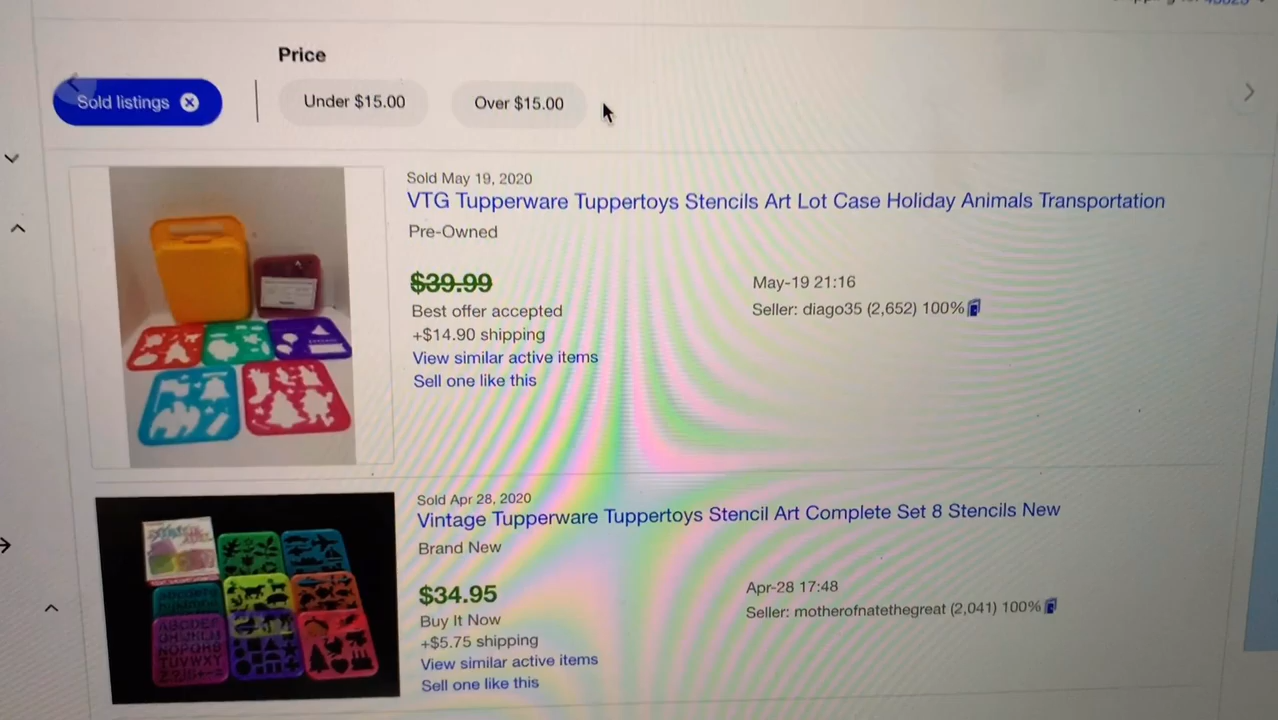 Price
Sold listings
Under $15.00
Over $15.00
Sold May 19, 2020
VTG Tupperware Tuppertoys Stencils Art Lot Case Holiday Animals Transportation
Pre-Owned
$39.99
May-19 21:16
Best offer accepted
Seller: diago35 (2,652) 100%
+$14.90 shipping
View similar active items
Sell one like this
Sold Apr 28, 2020
Vintage Tupperware Tuppertoys Stencil Art Complete Set 8 Stencils New
Brand New
$34.95
Apr-28 17:48
Buy It Now
Seller: motherofnatethegreat (2,041) 100%
+$5.75 shipping
View similar active items
Sell one like this
ABCDEF
GHIJKLM
NOPQRS
TUVWXYZ